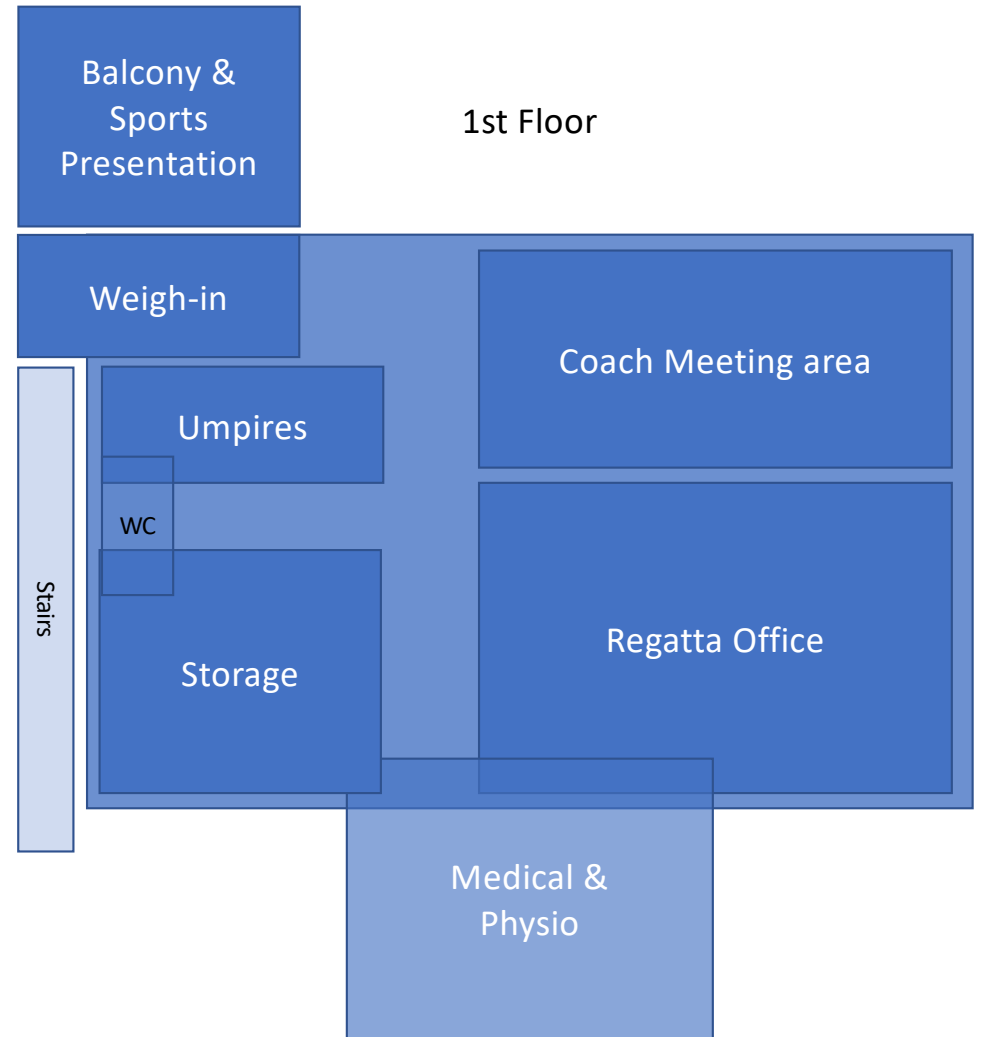 Balcony &
Sports
Presentation
1st Floor
Weigh-in
Coach Meeting area
Umpires
WC
Stairs
Regatta Office
Storage
Medical &
Physio